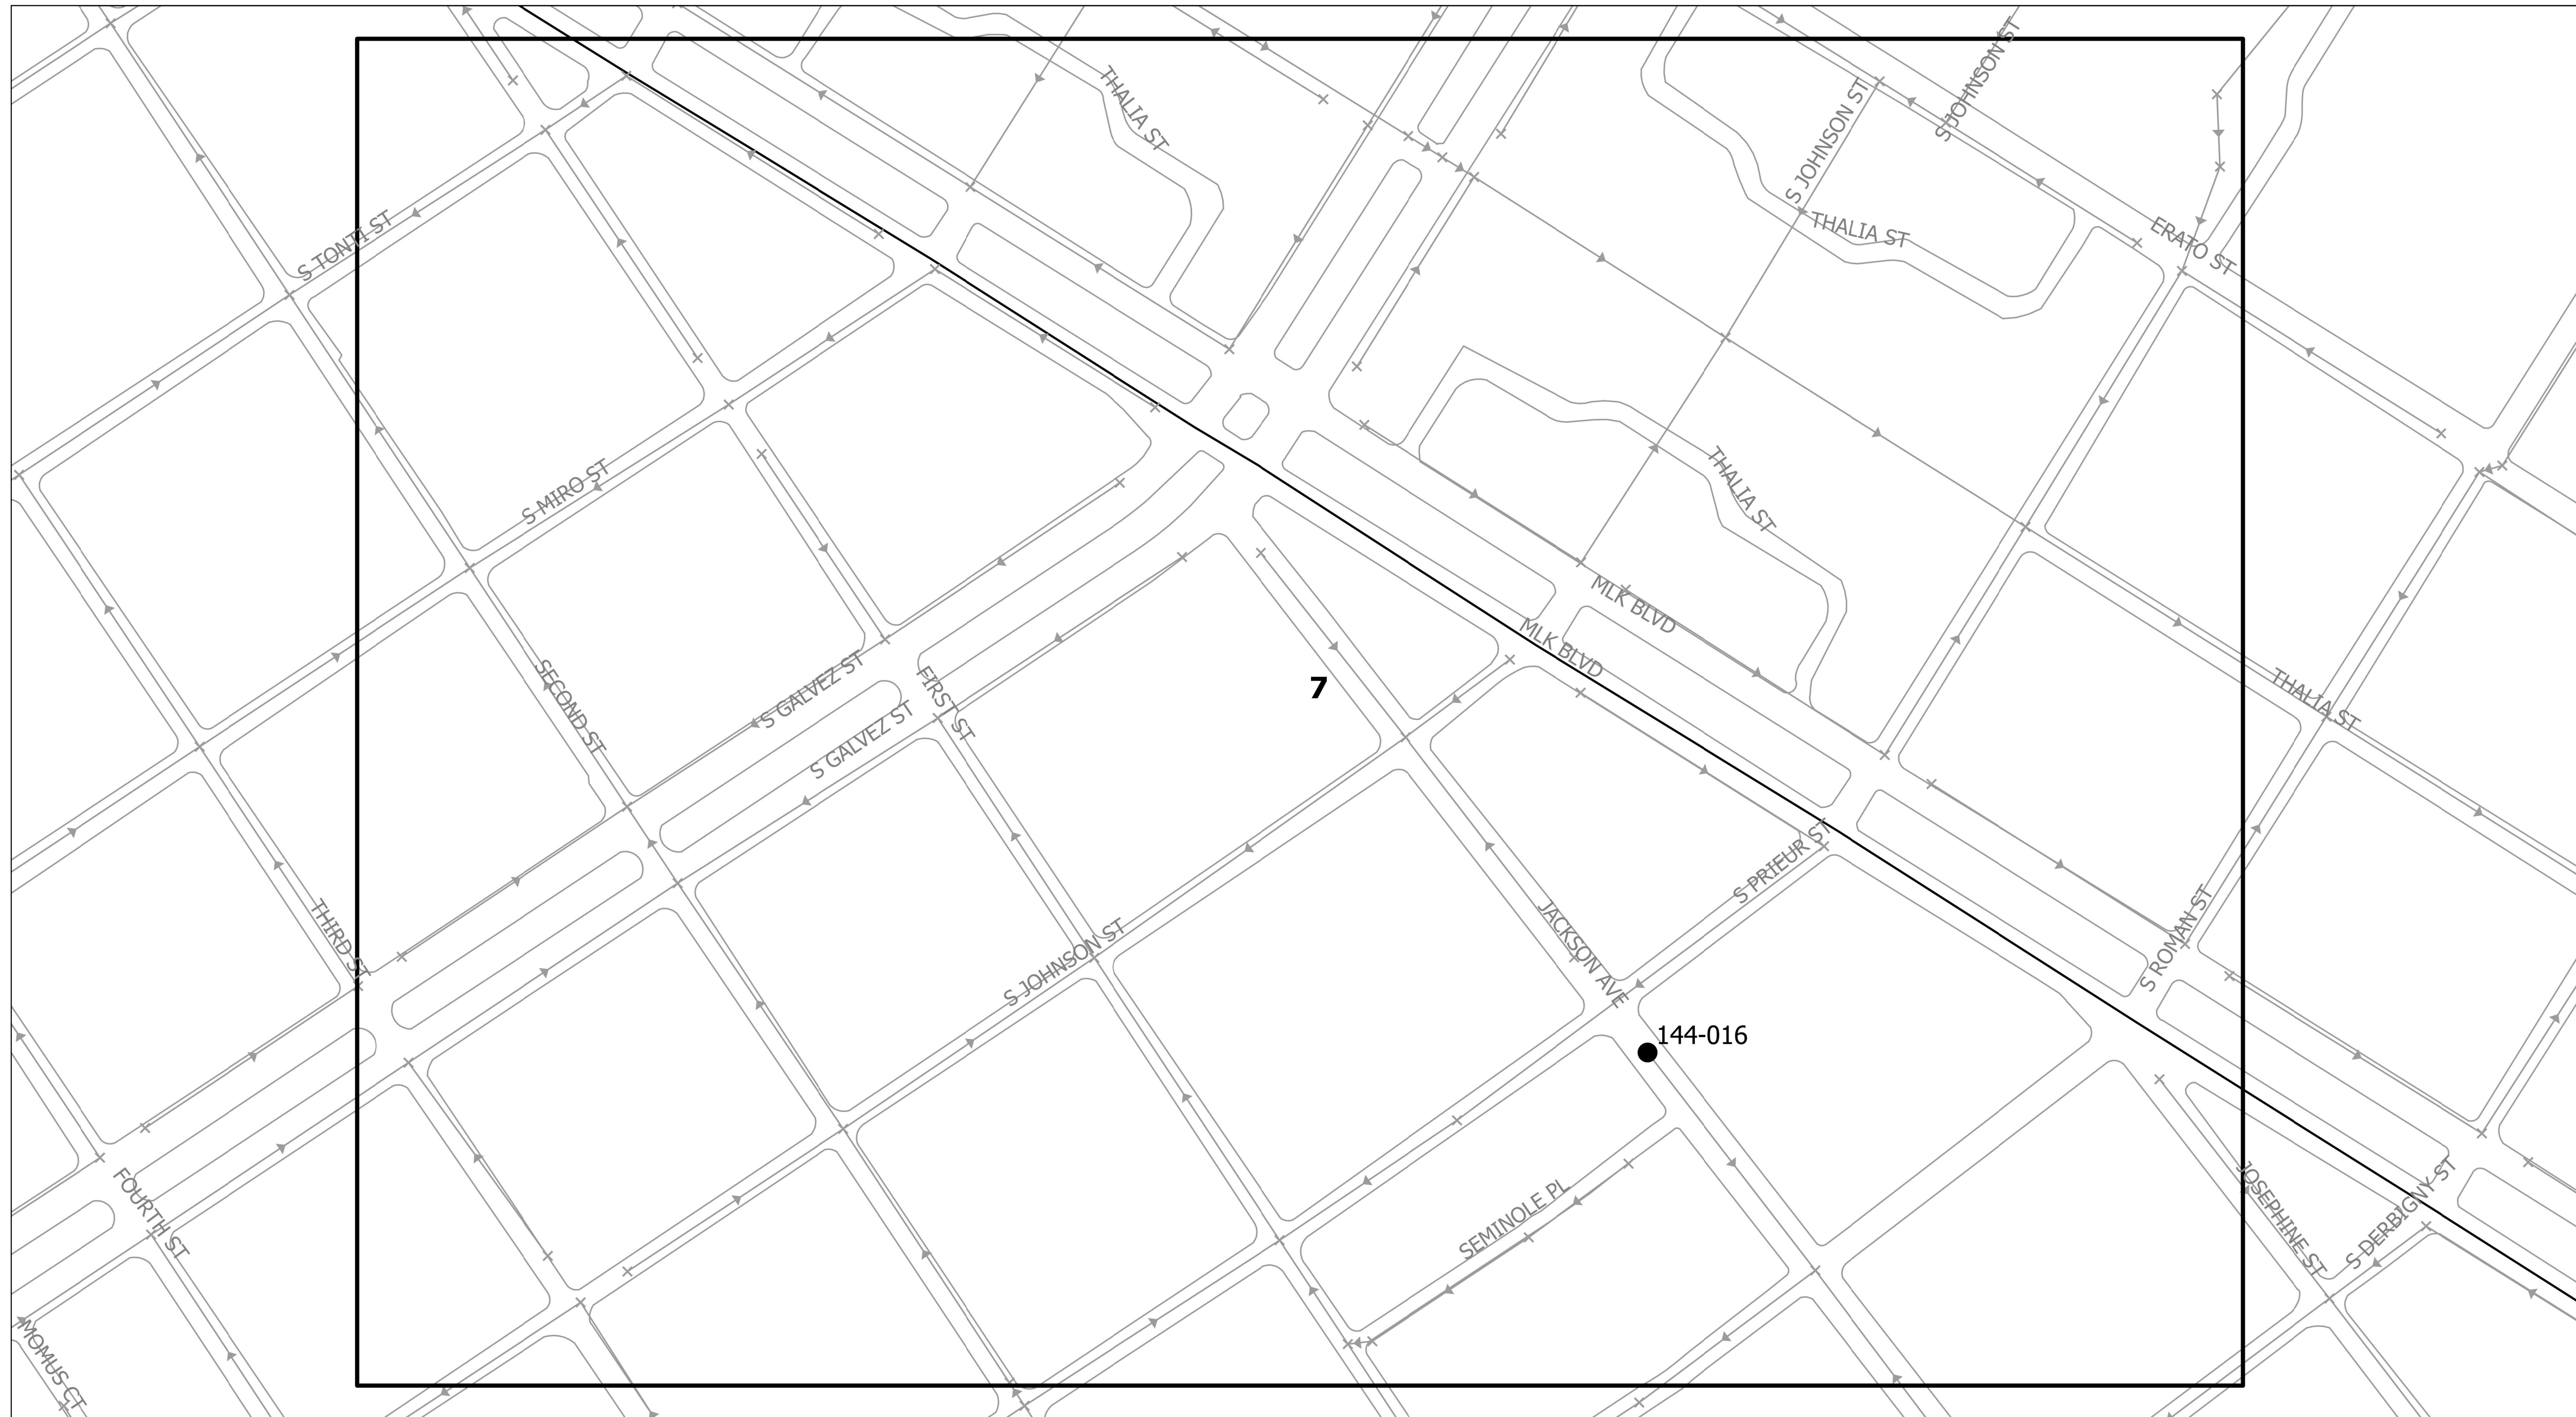 S JOHNSON ST
THALIA ST
S JOHNSON ST
S TONTI ST
THALIA ST
ERATO ST
S MIRO ST
THALIA ST
MLK BLVD
MLK BLVD
SECOND ST
S GALVEZ ST
FIRST ST
7
THALIA ST
S GALVEZ ST
S PRIEUR ST
THIRD ST
S JOHNSON ST
JACKSON AVE
S ROMAN ST
144-016
FOURTH ST
SEMINOLE PL
JOSEPHINE ST
S DERBIGNY ST
MOMUS CT